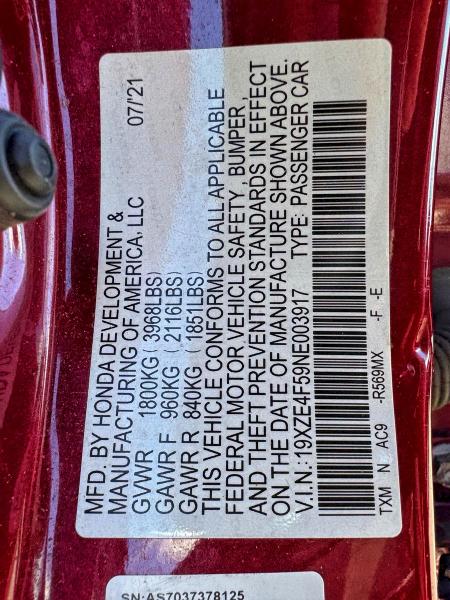 MFD. BY HONDA DEVELOPMENT &
MANUFACTURING OF AMERICA, LLC 07/'21
GVWR 1800KG ( 3968LBS)
GAWR F 960KG ( 2116LBS)
GAWR R 840KG ( 1851LBS)
THIS VEHICLE CONFORMS TO ALL APPLICABLE
FEDERAL MOTOR VEHICLE SAFETY , BUMPER ,
AND THEFT PREVENTION STANDARDS IN EFFECT
ON THE DATE OF MANUFACTURE SHOWN ABOVE.
V.I.N.: 19XZE4F59NE003917 TYPE: PASSENGER CAR
TXM N AC9 -R569MX -F -E
SN:AS7037378125